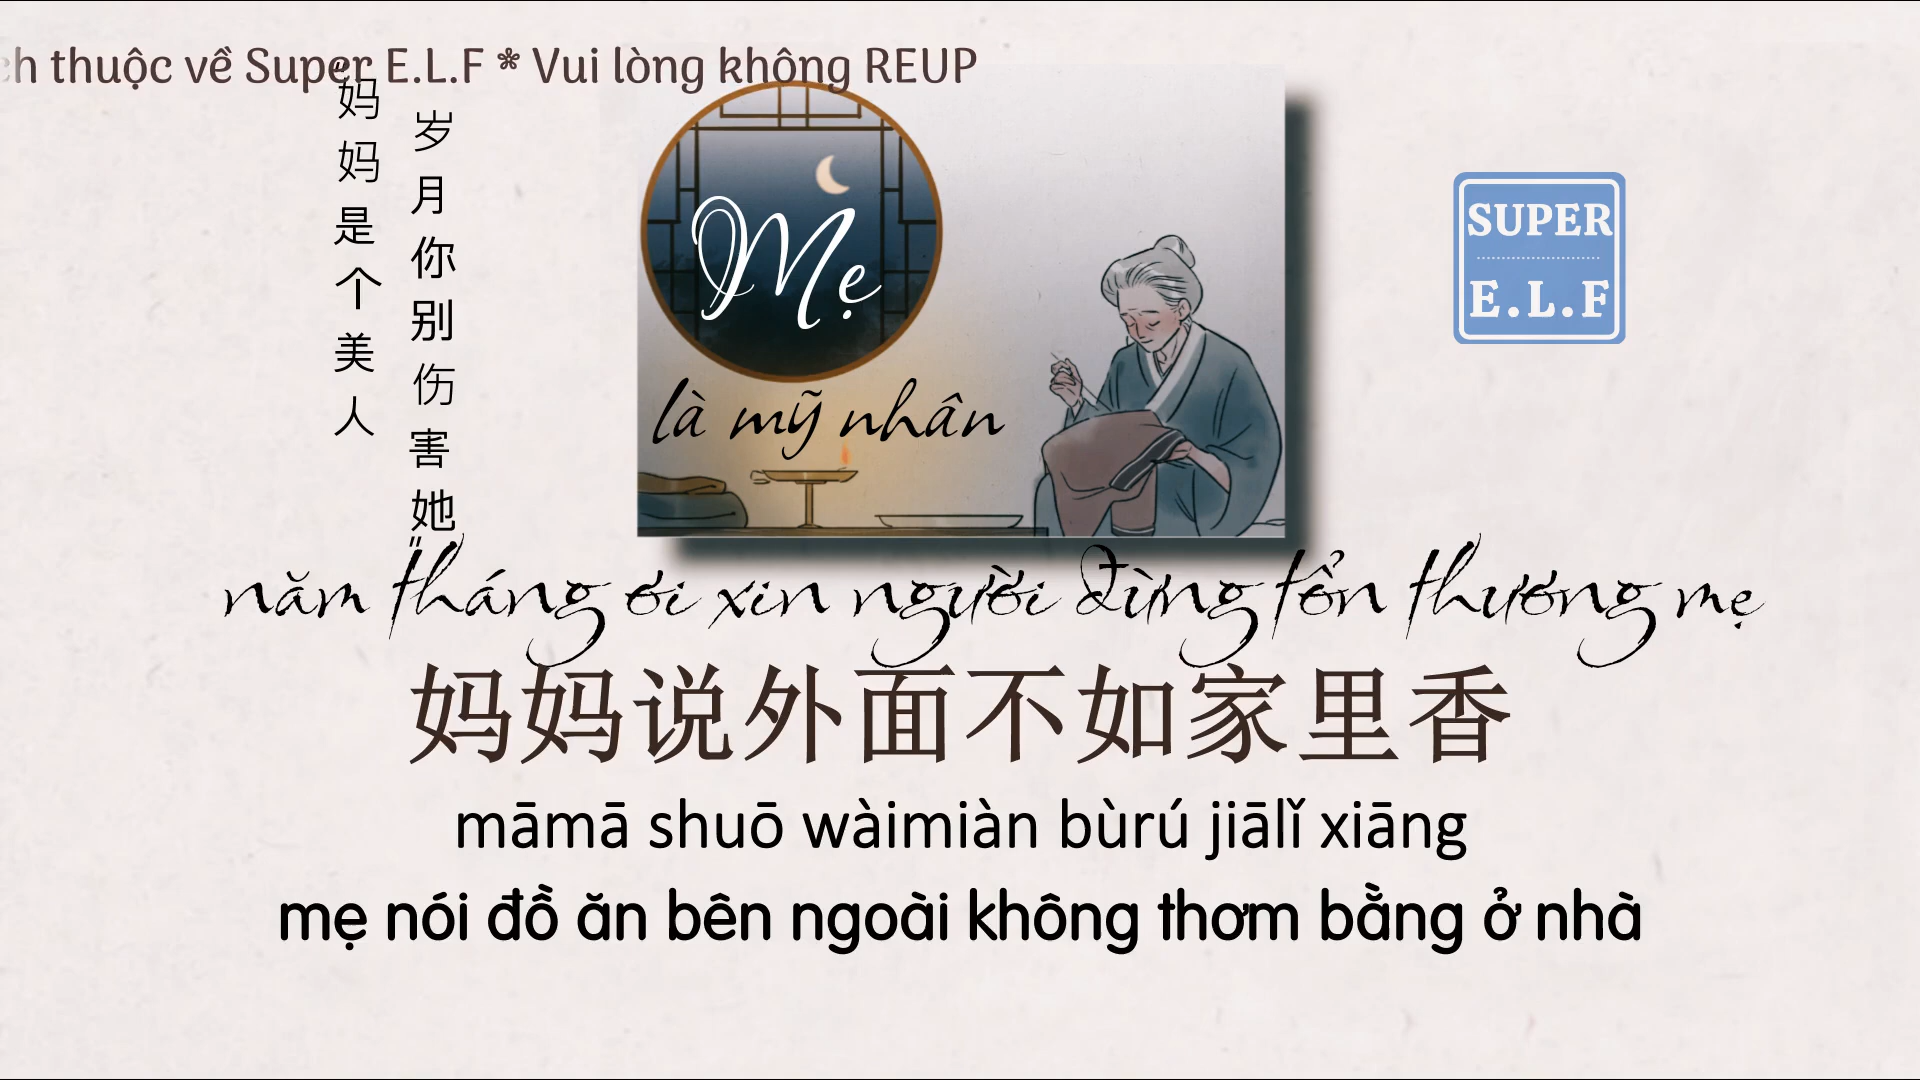 ch thuộc về Super E.L.F * Vui lòng không REUP
"妈妈是个美人
岁月你别伤害她"
Mẹ
là mỹ nhân
SUPER
E.L.F
năm tháng ơi xin người đừng tổn thương mẹ
妈妈说外面不如家里香
māmā shuō wàimiàn bùrú jiālǐ xiāng
mẹ nói đồ ăn bên ngoài không thơm bằng ở nhà